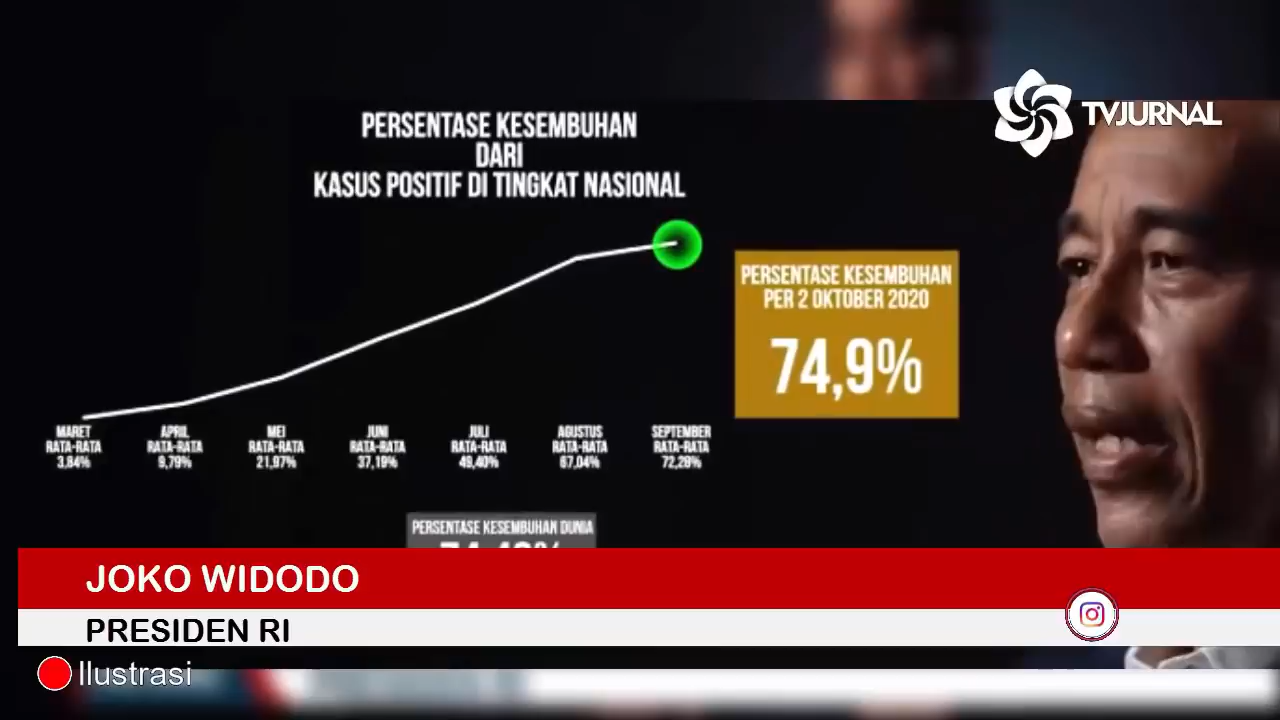 TVJURNAL
PERSENTASE KESEMBUHAN
DARI
KASUS POSITIF DI TINGKAT NASIONAL
PERSENTASE KESEMBUHAN
PER 2 OKTOBER 2020
74,9%
MARET
RATA-RATA
3,84%
APRIL
RATA-RATA
9,79%
MEI
RATA-RATA
21,97%
JUNI
RATA-RATA
37,19%
JULI
RATA-RATA
49,40%
AGUSTUS
RATA-RATA
67,04%
SEPTEMBER
RATA-RATA
72,28%
PERSENTASE KESEMBUHAN DUNIA
JOKO WIDODO
PRESIDEN RI
Ilustrasi